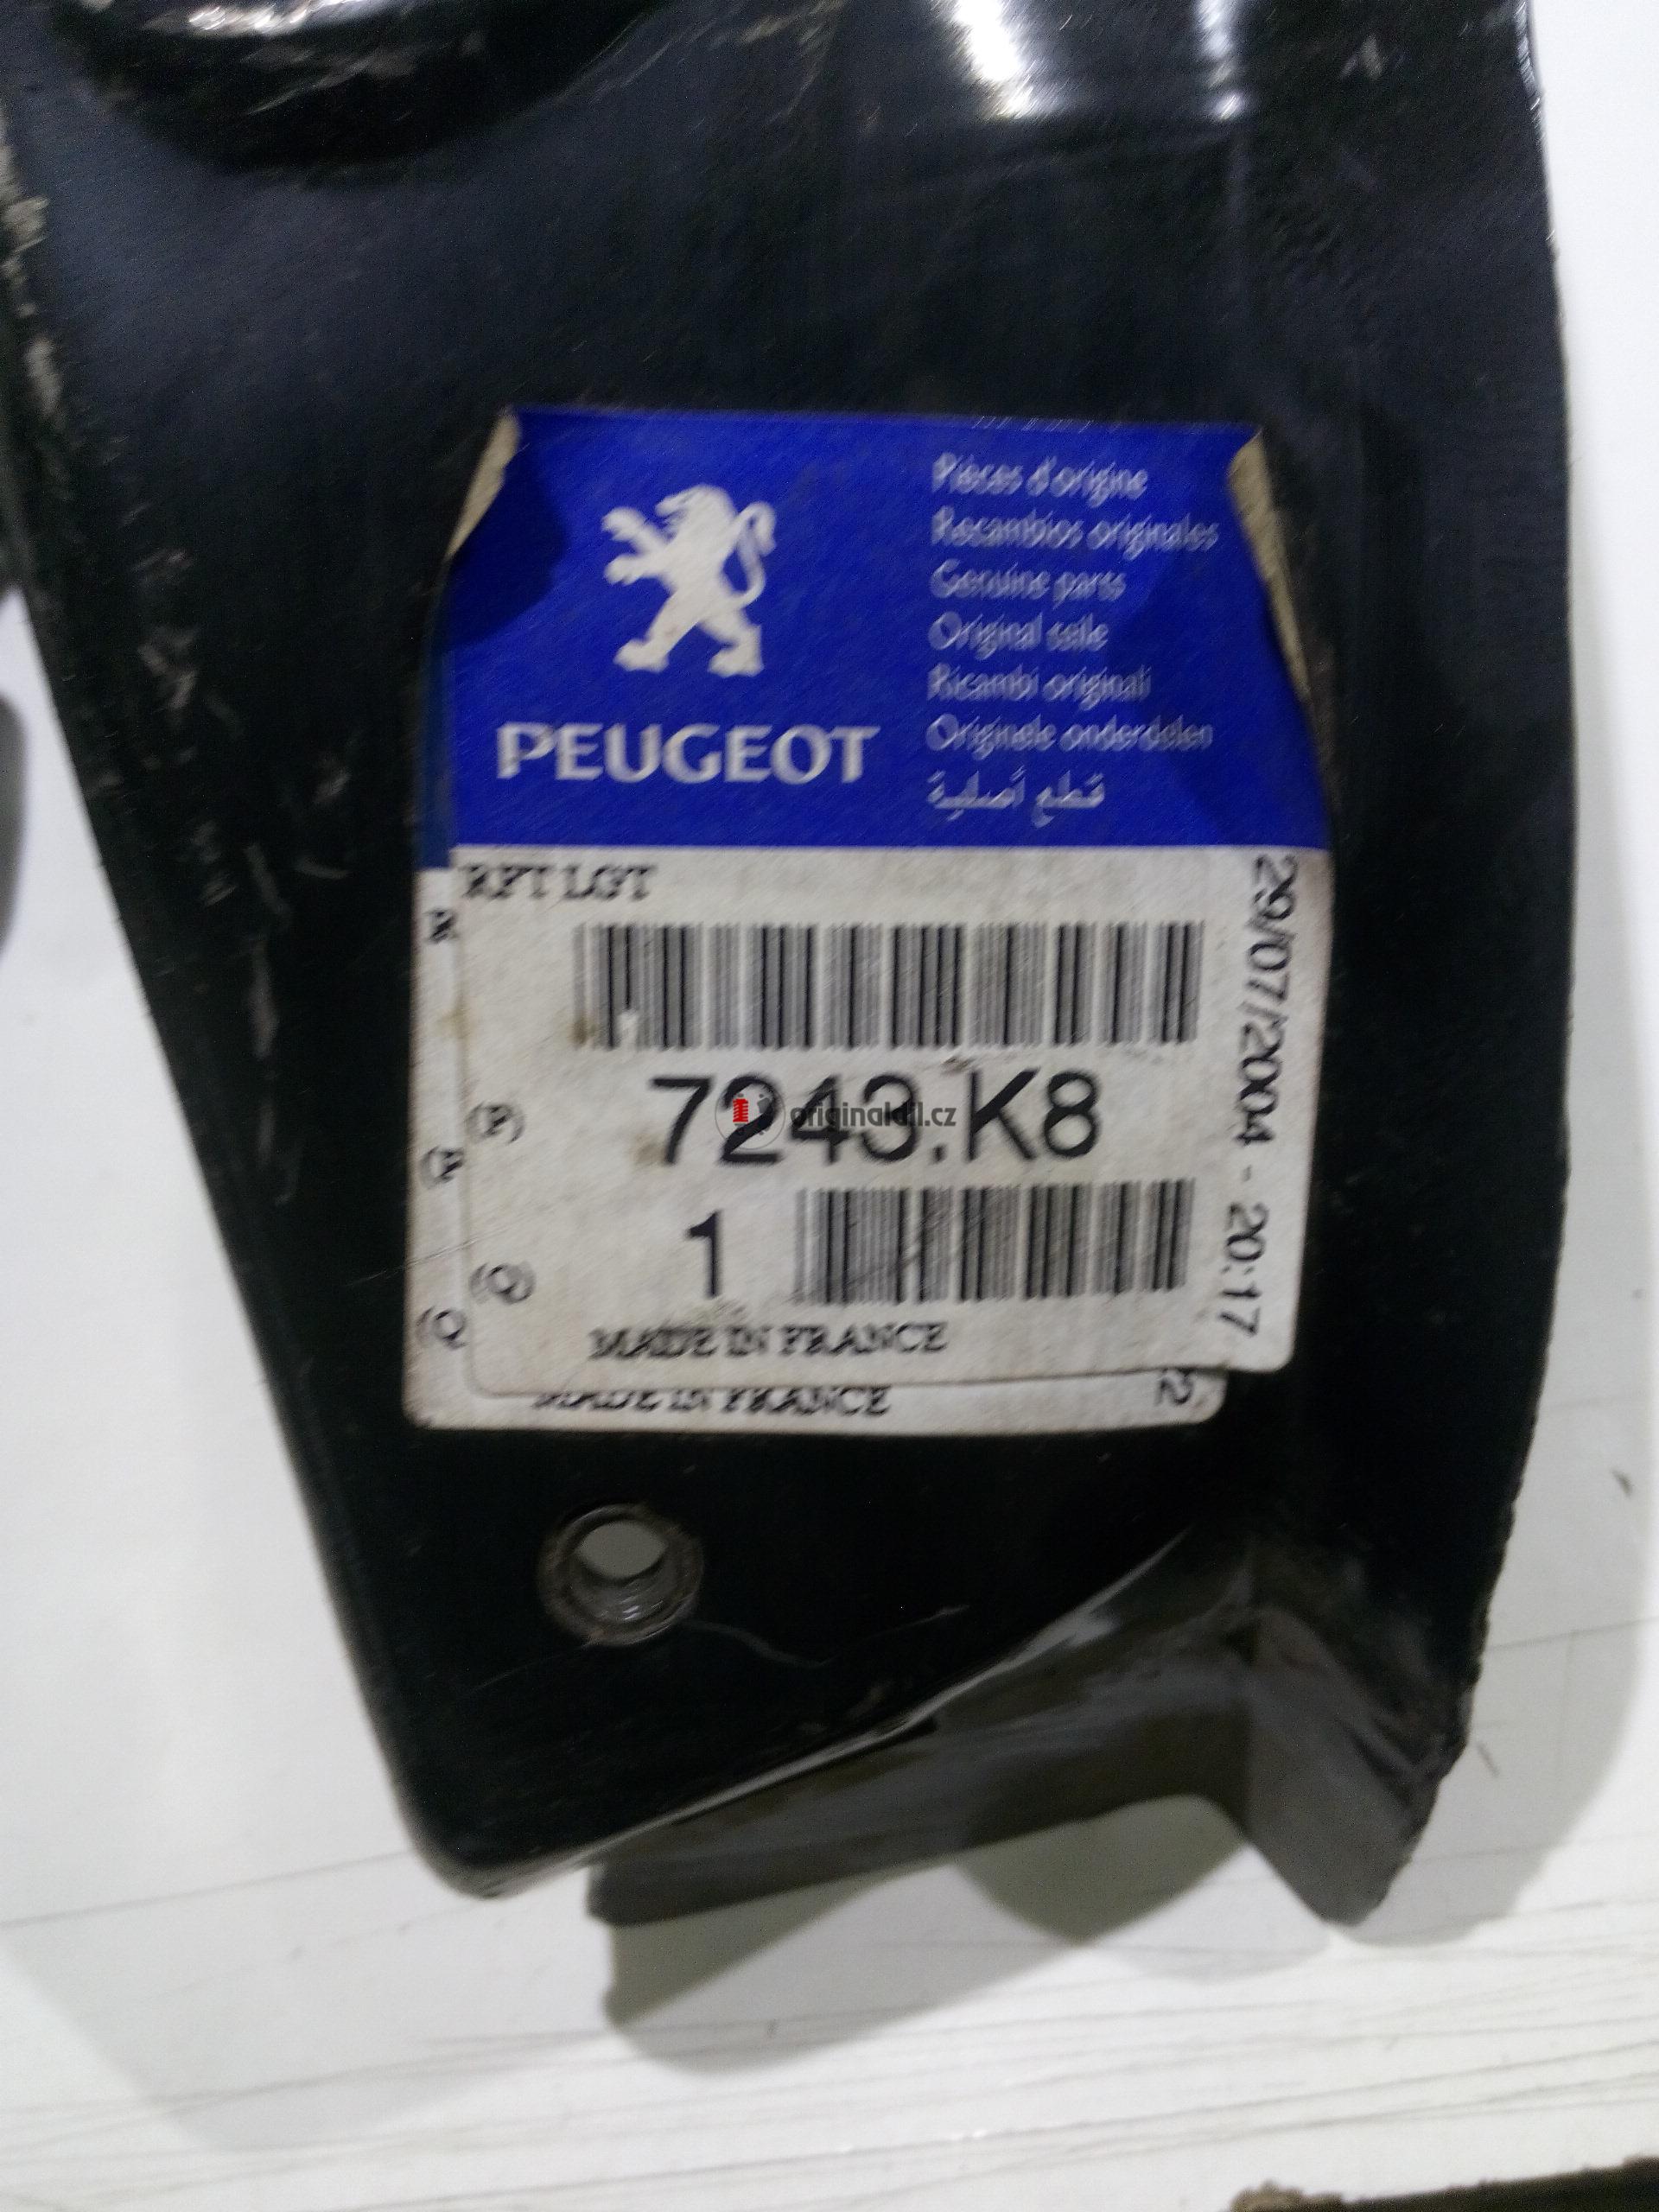 Pièces d'origine
Recambios originales
Genuine parts
Original teile
Ricambi originali
Originele onderdelen
قطع أصلية
PEUGEOT
RFT LGT
29/07/2004 - 20:17
(P)
7243.K8
originaldil.cz
(Q)
1
MADE IN FRANCE
MADE IN FRANCE